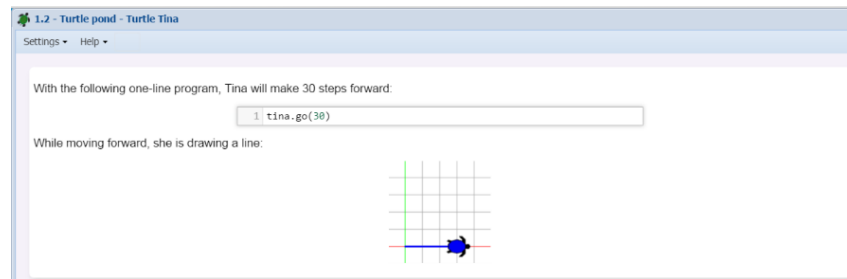 1.2 - Turtle pond - Turtle Tina
Settings Help
With the following one-line program, Tina will make 30 steps forward:
1 tina.go(30)
While moving forward, she is drawing a line: